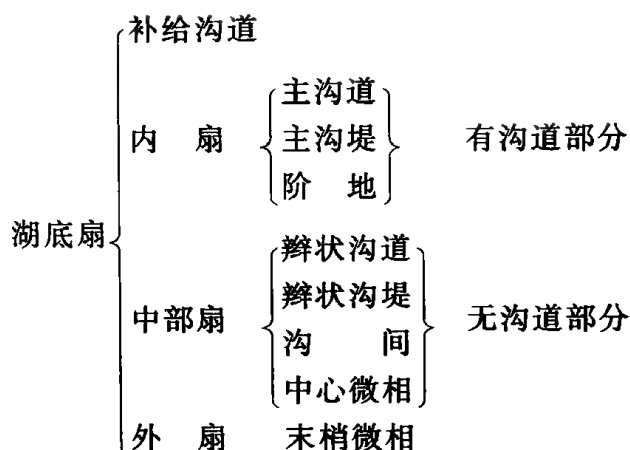 补给沟道
主沟道
内 扇 主沟堤 有沟道部分
阶 地
湖底扇
辫状沟道
辫状沟堤
中部扇 无沟道部分
沟 间
中心微相
外 扇 末梢微相